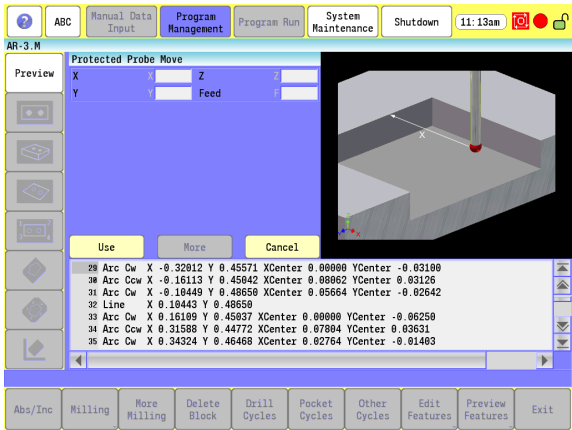 ?
ABC
Manual Data
Input
Program
Management
Program Run
System
Maintenance
Shutdown
11:13am
AR-3.M
Preview
Protected Probe Move
X X Z Z
Y Y Feed F
X
Y
X
Use More Cancel
29 Arc Cw X -0.32012 Y 0.45571 XCenter 0.00000 YCenter -0.03100
30 Arc Ccw X -0.16113 Y 0.45042 XCenter 0.08062 YCenter 0.03126
31 Arc Cw X -0.10449 Y 0.48650 XCenter 0.05664 YCenter -0.02642
32 Line X 0.10443 Y 0.48650
33 Arc Cw X 0.16109 Y 0.45037 XCenter 0.00000 YCenter -0.06250
34 Arc Ccw X 0.31588 Y 0.44772 XCenter 0.07804 YCenter 0.03631
35 Arc Cw X 0.34324 Y 0.46468 XCenter 0.02764 YCenter -0.01403
Abs/Inc
Milling
More
Milling
Delete
Block
Drill
Cycles
Pocket
Cycles
Other
Cycles
Edit
Features
Preview
Features
Exit